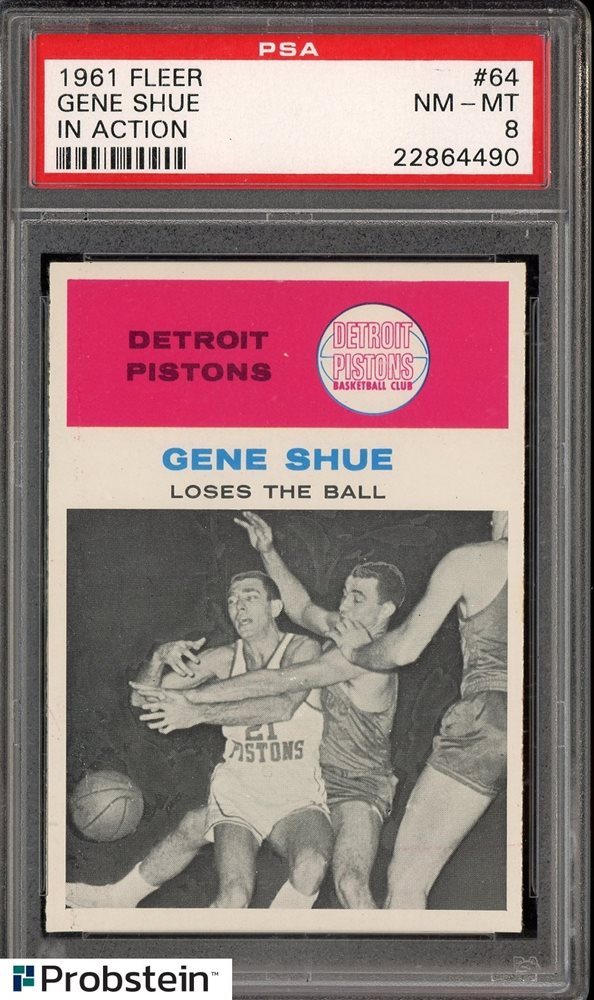 PSA
1961 FLEER #64
GENE SHUE NM - MT
IN ACTION 8
22864490
DETROIT
PISTONS
DETROIT
PISTONS
BASKETBALL CLUB
GENE SHUE
LOSES THE BALL
21
PISTONS
Probstein™